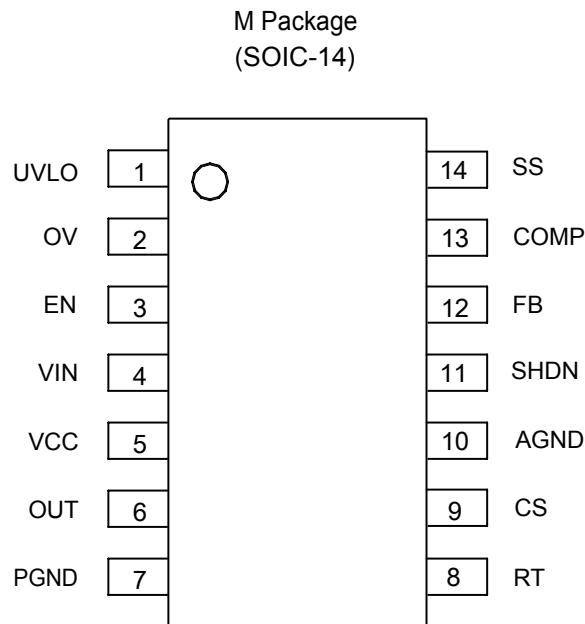 M Package
(SOIC-14)
UVLO 1 14 SS
OV 2 13 COMP
EN 3 12 FB
VIN 4 11 SHDN
VCC 5 10 AGND
OUT 6 9 CS
PGND 7 8 RT